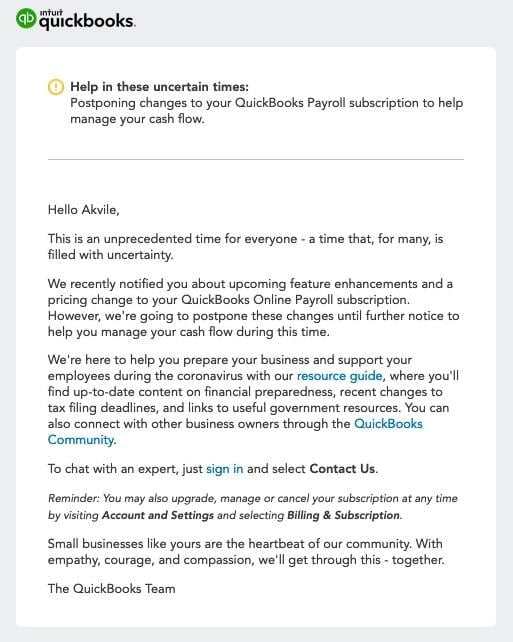 intuit
qb quickbooks.
Help in these uncertain times:
Postponing changes to your QuickBooks Payroll subscription to help
manage your cash flow.
Hello Akvile,
This is an unprecedented time for everyone - a time that, for many, is
filled with uncertainty.
We recently notified you about upcoming feature enhancements and a
pricing change to your QuickBooks Online Payroll subscription.
However, we're going to postpone these changes until further notice to
help you manage your cash flow during this time.
We're here to help you prepare your business and support your
employees during the coronavirus with our resource guide, where you'll
find up-to-date content on financial preparedness, recent changes to
tax filing deadlines, and links to useful government resources. You can
also connect with other business owners through the QuickBooks
Community.
To chat with an expert, just sign in and select Contact Us.
Reminder: You may also upgrade, manage or cancel your subscription at any time
by visiting Account and Settings and selecting Billing & Subscription.
Small businesses like yours are the heartbeat of our community. With
empathy, courage, and compassion, we'll get through this - together.
The QuickBooks Team